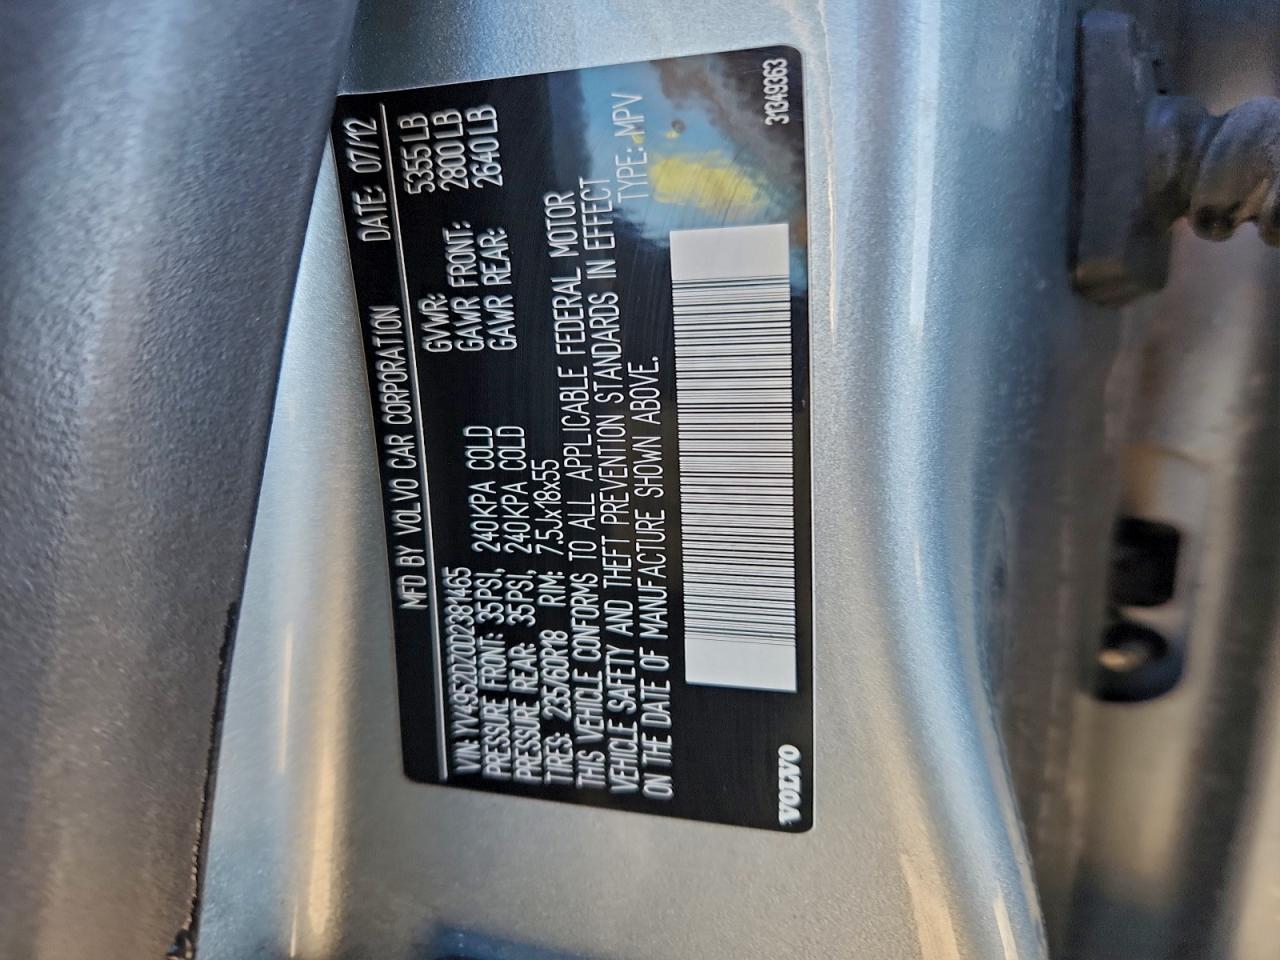 MFD BY VOLVO CAR CORPORATION DATE: 07/12
VIN: YV4952DZ0D2381465 GVWR: 5355 LB
PRESSURE FRONT: 35PSI, 240KPA COLD GAWR FRONT: 2800 LB
PRESSURE REAR: 35PSI, 240KPA COLD GAWR REAR: 2640 LB
TIRES: 235/60R18 RIM: 7.5Jx18x55
THIS VEHICLE CONFORMS TO ALL APPLICABLE FEDERAL MOTOR
VEHICLE SAFETY AND THEFT PREVENTION STANDARDS IN EFFECT
ON THE DATE OF MANUFACTURE SHOWN ABOVE. TYPE: MPV
VOLVO 31349363